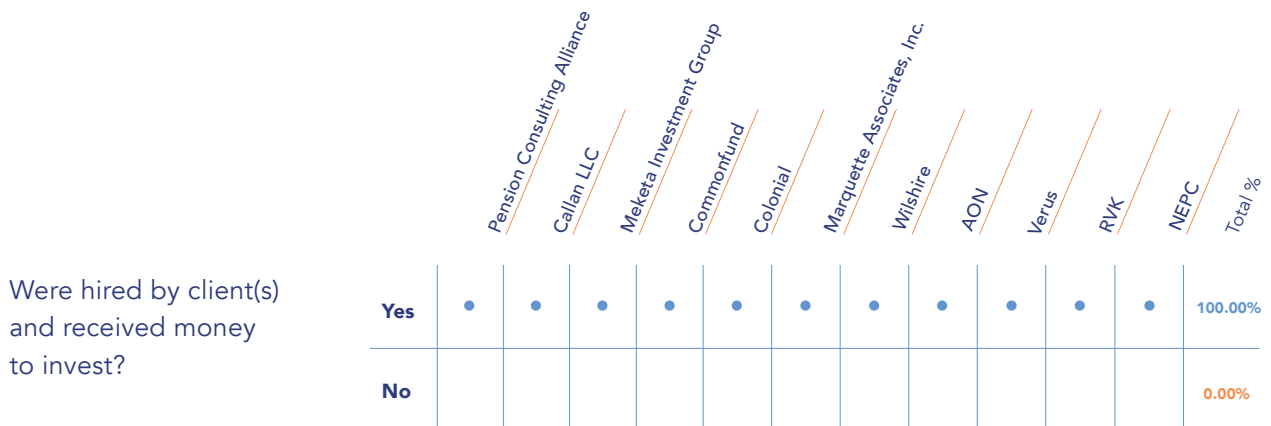 Pension Consulting Alliance
Callan LLC
Meketa Investment Group
Commonfund
Colonial
Marquette Associates, Inc.
Wilshire
AON
Verus
RVK
NEPC
Total %
Were hired by client(s)
and received money
to invest?
Yes
100.00%
No
0.00%